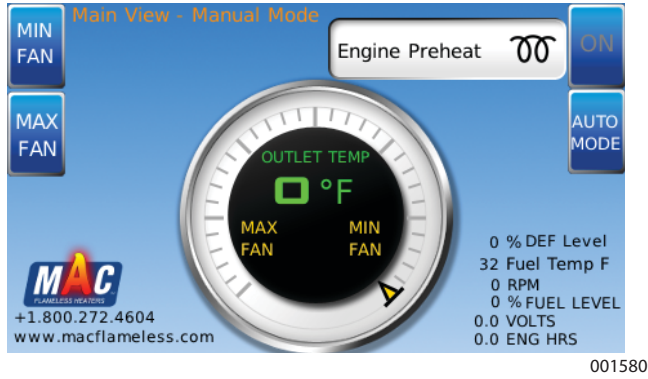 Main View - Manual Mode
MIN
FAN
Engine Preheat
ON
MAX
FAN
AUTO
MODE
OUTLET TEMP
0 °F
MAX
FAN
MIN
FAN
MAC
FLAMELESS HEATERS
+1.800.272.4604
www.macflameless.com
0 % DEF Level
32 Fuel Temp F
0 RPM
0 % FUEL LEVEL
0.0 VOLTS
0.0 ENG HRS
001580